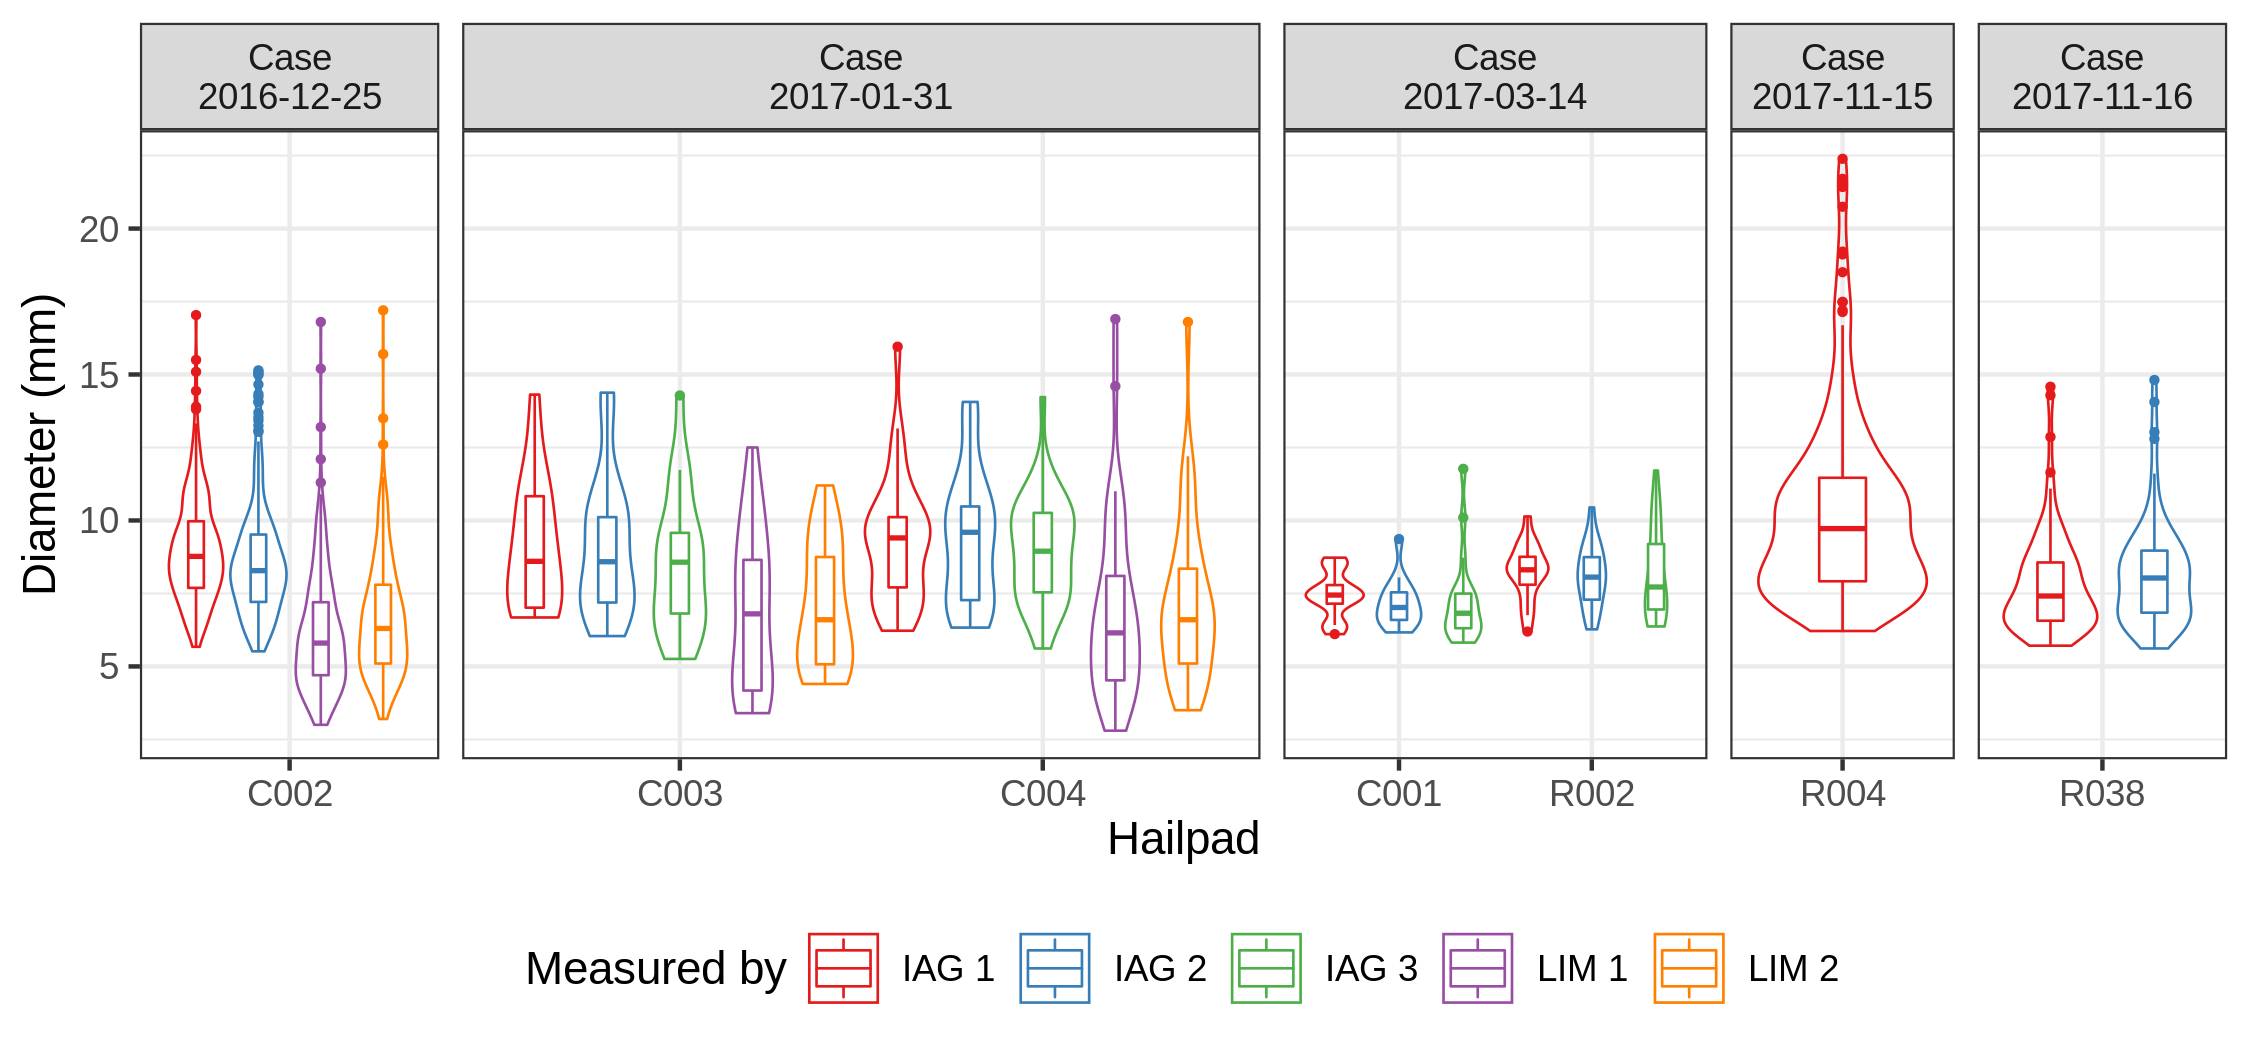 Case
2016-12-25
Case
2017-01-31
Case
2017-03-14
Case
2017-11-15
Case
2017-11-16
Diameter (mm)
20
15
10
5
C002
C003
C004
C001
R002
R004
R038
Hailpad
Measured by
IAG 1
IAG 2
IAG 3
LIM 1
LIM 2